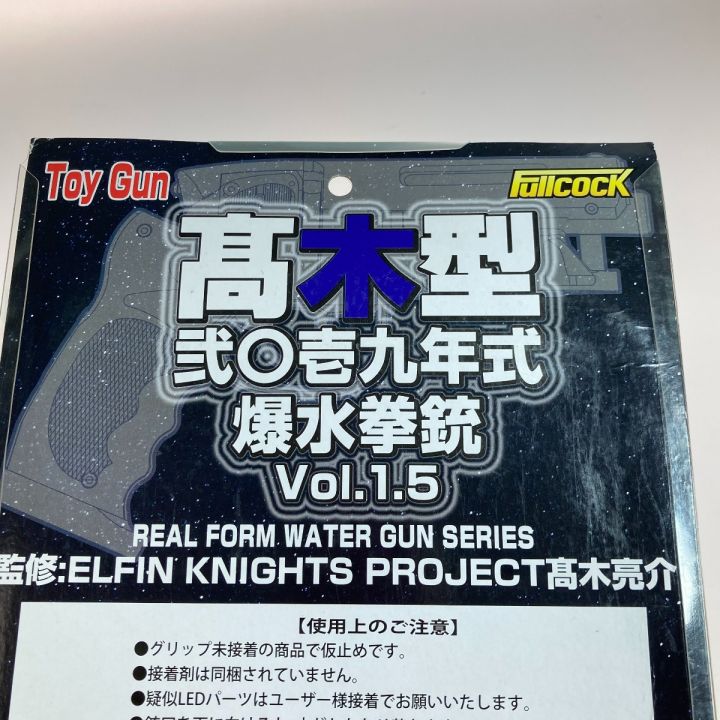 Toy Gun
Fullcock
髙木型
弐〇壱九年式
爆水拳銃
Vol.1.5
REAL FORM WATER GUN SERIES
監修:ELFIN KNIGHTS PROJECT髙木亮介
【使用上のご注意】
●グリップ未接着の商品で仮止めです。
●接着剤は同梱されていません。
●疑似LEDパーツはユーザー様接着でお願いいたします。